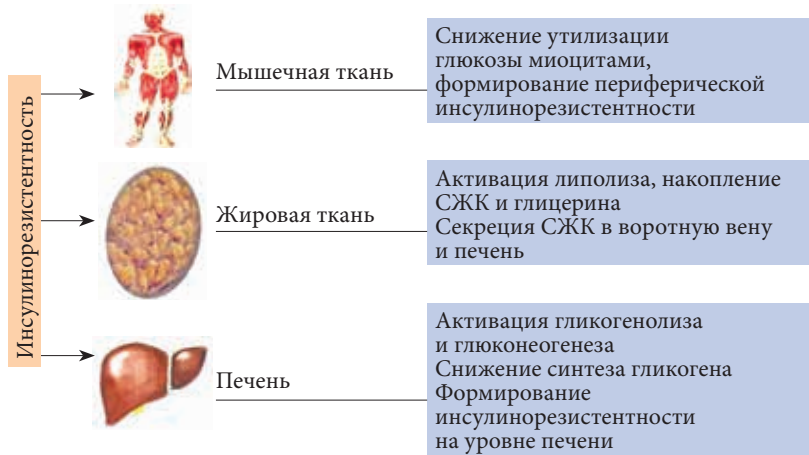 Инсулинорезистентность
Мышечная ткань
Снижение утилизации
глюкозы миоцитами,
формирование периферической
инсулинорезистентности
Жировая ткань
Активация липолиза, накопление
СЖК и глицерина
Секреция СЖК в воротную вену
и печень
Печень
Активация гликогенолиза
и глюконеогенеза
Снижение синтеза гликогена
Формирование
инсулинорезистентности
на уровне печени